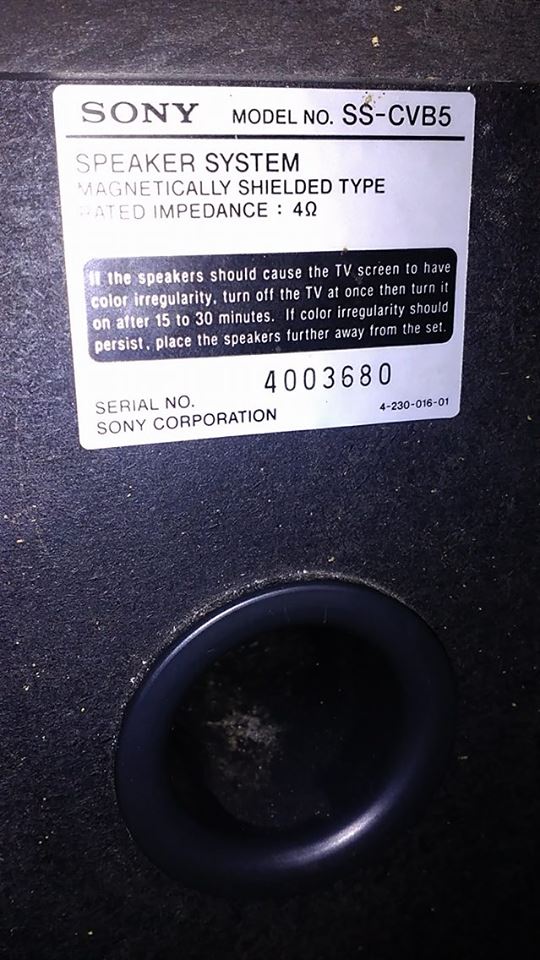 SONY MODEL NO. SS-CVB5
SPEAKER SYSTEM
MAGNETICALLY SHIELDED TYPE
RATED IMPEDANCE : 4Ω
If the speakers should cause the TV screen to have
color irregularity, turn off the TV at once then turn it
on after 15 to 30 minutes. If color irregularity should
persist, place the speakers further away from the set.
4003680
SERIAL NO.
SONY CORPORATION 4-230-016-01